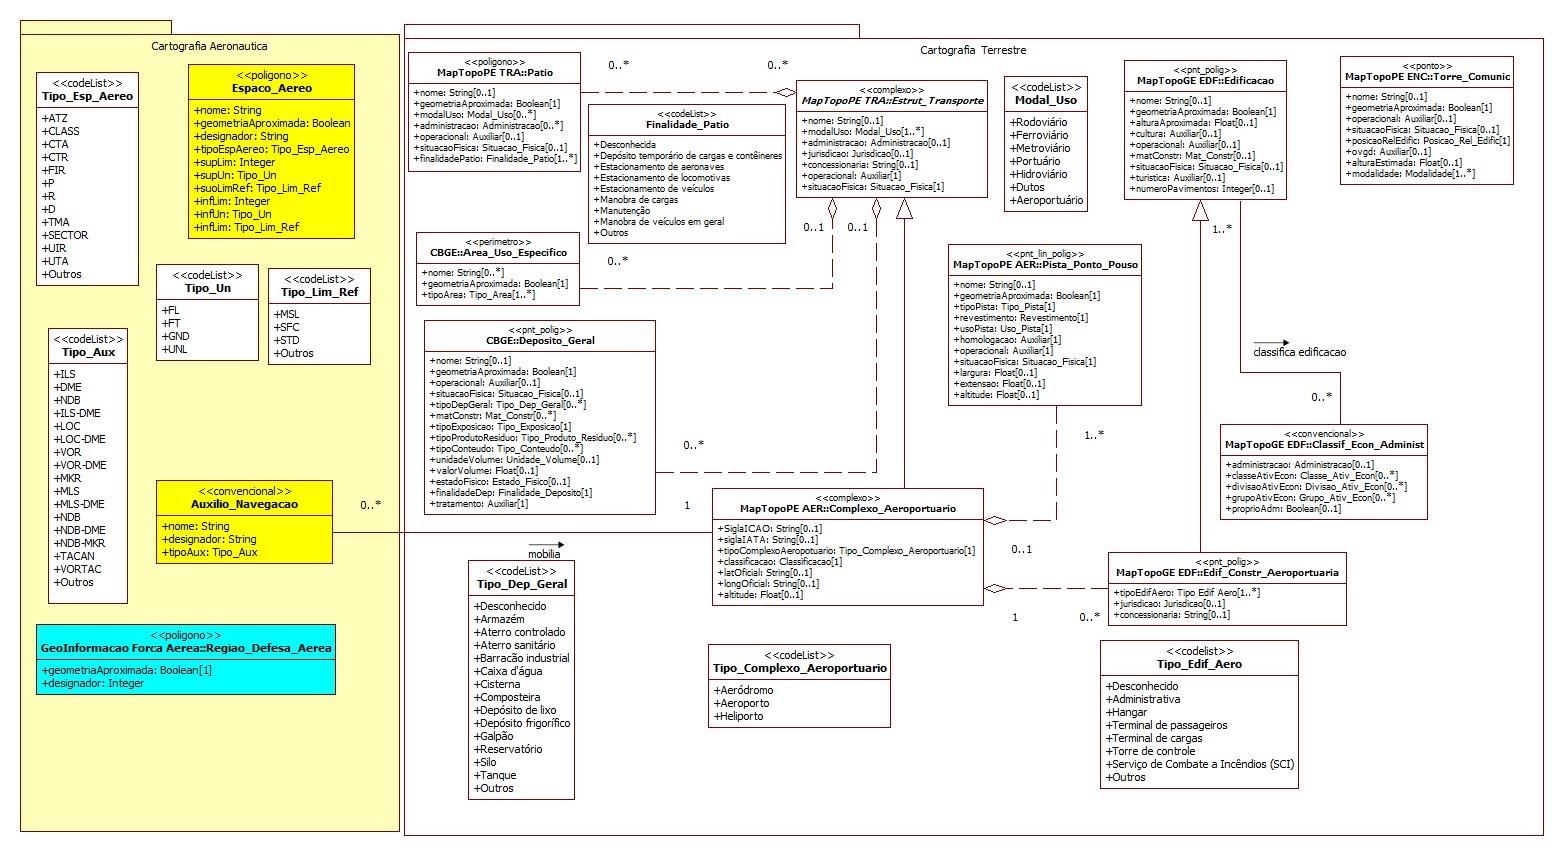 Cartografia Aeronautica
<<codeList>>
Tipo_Esp_Aereo
+ATZ
+CLASS
+CTA
+CTR
+FIR
+P
+R
+D
+TMA
+SECTOR
+UIR
+UTA
+Outros
<<poligono>>
Espaco_Aereo
+nome: String
+geometriaAproximada: Boolean
+designador: String
+tipoEspAereo: Tipo_Esp_Aereo
+supLim: Integer
+supUn: Tipo_Un
+suoLimRef: Tipo_Lim_Ref
+infLim: Integer
+infUn: Tipo_Un
+infLim: Tipo_Lim_Ref
<<codeList>>
Tipo_Un
+FL
+FT
+GND
+UNL
<<codeList>>
Tipo_Lim_Ref
+MSL
+SFC
+STD
+Outros
<<codeList>>
Tipo_Aux
+ILS
+DME
+NDB
+ILS-DME
+LOC
+LOC-DME
+VOR
+VOR-DME
+MKR
+MLS
+MLS-DME
+NDB
+NDB-DME
+NDB-MKR
+TACAN
+VORTAC
+Outros
<<convencional>>
Auxilio_Navegacao
+nome: String
+designador: String
+tipoAux: Tipo_Aux
0..*
1
mobilia
<<poligono>>
GeoInformacao Forca Aerea::Regiao_Defesa_Aerea
+geometriaAproximada: Boolean[1]
+designador: Integer
Cartografia Terrestre
<<poligono>>
MapTopoPE TRA::Patio
+nome: String[0..1]
+geometriaAproximada: Boolean[1]
+modalUso: Modal_Uso[0..*]
+administracao: Administracao[0..*]
+operacional: Auxiliar[0..1]
+situacaoFisica: Situacao_Fisica[0..1]
+finalidadePatio: Finalidade_Patio[1..*]
0..*
0..*
<<codeList>>
Finalidade_Patio
+Desconhecida
+Depósito temporário de cargas e contêineres
+Estacionamento de aeronaves
+Estacionamento de locomotivas
+Estacionamento de veículos
+Manobra de cargas
+Manutenção
+Manobra de veículos em geral
+Outros
<<complexo>>
MapTopoPE TRA::Estrut_Transporte
+nome: String[0..1]
+modalUso: Modal_Uso[1..*]
+administracao: Administracao[0..1]
+jurisdicao: Jurisdicao[0..1]
+concessionaria: String[0..1]
+operacional: Auxiliar[1]
+situacaoFisica: Situacao_Fisica[1]
0..1
0..1
<<codeList>>
Modal_Uso
+Rodoviário
+Ferroviário
+Metroviário
+Portuário
+Hidroviário
+Dutos
+Aeroportuário
<<pnt_polig>>
MapTopoGE EDF::Edificacao
+nome: String[0..1]
+geometriaAproximada: Boolean[1]
+alturaAproximada: Float[0..1]
+cultura: Auxiliar[0..1]
+operacional: Auxiliar[0..1]
+matConstr: Mat_Constr[0..1]
+situacaoFisica: Situacao_Fisica[0..1]
+turistica: Auxiliar[0..1]
+numeroPavimentos: Integer[0..1]
1..*
<<ponto>>
MapTopoPE ENC::Torre_Comunic
+nome: String[0..1]
+geometriaAproximada: Boolean[1]
+operacional: Auxiliar[0..1]
+situacaoFisica: Situacao_Fisica[0..1]
+posicaoRelEdific: Posicao_Rel_Edific[1]
+ovgd: Auxiliar[0..1]
+alturaEstimada: Float[0..1]
+modalidade: Modalidade[1..*]
<<perimetro>>
CBGE::Area_Uso_Especifico
+nome: String[0..*]
+geometriaAproximada: Boolean[1]
+tipoArea: Tipo_Area[1..*]
0..*
<<pnt_polig>>
CBGE::Deposito_Geral
+nome: String[0..1]
+geometriaAproximada: Boolean[1]
+operacional: Auxiliar[0..1]
+situacaoFisica: Situacao_Fisica[0..1]
+tipoDepGeral: Tipo_Dep_Geral[0..*]
+matConstr: Mat_Constr[0..*]
+tipoExposicao: Tipo_Exposicao[1]
+tipoProdutoResiduo: Tipo_Produto_Residuo[0..*]
+tipoConteudo: Tipo_Conteudo[0..*]
+unidadeVolume: Unidade_Volume[0..1]
+valorVolume: Float[0..1]
+estadoFisico: Estado_Fisico[0..1]
+finalidadeDep: Finalidade_Deposito[1]
+tratamento: Auxiliar[1]
0..*
<<pnt_lin_polig>>
MapTopoPE AER::Pista_Ponto_Pouso
+nome: String[0..1]
+geometriaAproximada: Boolean[1]
+tipoPista: Tipo_Pista[1]
+revestimento: Revestimento[1]
+usoPista: Uso_Pista[1]
+homologacao: Auxiliar[1]
+operacional: Auxiliar[1]
+situacaoFisica: Situacao_Fisica[1]
+largura: Float[0..1]
+extensao: Float[0..1]
+altitude: Float[0..1]
1..*
classifica edificacao
0..*
<<convencional>>
MapTopoGE EDF::Classif_Econ_Administ
+administracao: Administracao[0..1]
+classeAtivEcon: Classe_Ativ_Econ[0..*]
+divisaoAtivEcon: Divisao_Ativ_Econ[0..*]
+grupoAtivEcon: Grupo_Ativ_Econ[0..*]
+proprioAdm: Boolean[0..1]
<<complexo>>
MapTopoPE AER::Complexo_Aeroportuario
+SiglaICAO: String[0..1]
+siglaIATA: String[0..1]
+tipoComplexoAeropotuario: Tipo_Complexo_Aeroportuario[1]
+classificacao: Classificacao[1]
+latOficial: String[0..1]
+longOficial: String[0..1]
+altitude: Float[0..1]
0..1
1
0..*
<<pnt_polig>>
MapTopoGE EDF::Edif_Constr_Aeroportuaria
+tipoEdifAero: Tipo Edif Aero[1..*]
+jurisdicao: Jurisdicao[0..1]
+concessionaria: String[0..1]
<<codeList>>
Tipo_Dep_Geral
+Desconhecido
+Armazém
+Aterro controlado
+Aterro sanitário
+Barracão industrial
+Caixa d'água
+Cisterna
+Composteira
+Depósito de lixo
+Depósito frigorífico
+Galpão
+Reservatório
+Silo
+Tanque
+Outros
<<codeList>>
Tipo_Complexo_Aeroportuario
+Aeródromo
+Aeroporto
+Heliporto
<<codelist>>
Tipo_Edif_Aero
+Desconhecido
+Administrativa
+Hangar
+Terminal de passageiros
+Terminal de cargas
+Torre de controle
+Serviço de Combate a Incêndios (SCI)
+Outros